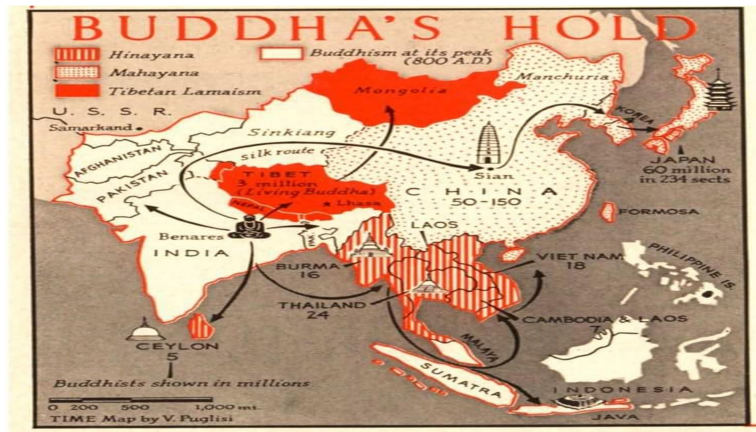 BUDDHA'S HOLD
Hinayana
Mahayana
Tibetan Lamaism
Buddhism at its peak
(800 A.D.)
U. S. S. R.
Samarkand
AFGHANISTAN
PAKISTAN
Sinkiang
silk route
Mongolia
Manchuria
KOREA
JAPAN
60 million
in 234 sects
TIBET
3 million
(Living Buddha)
Lhasa
NEPAL
Sian
CHINA
50-150
FORMOSA
Benares
INDIA
PAK.
BURMA
16
LAOS
THAILAND
24
VIET NAM
18
CAMBODIA & LAOS
7
PHILIPPINE IS.
CEYLON
5
MALAYA
SUMATRA
INDONESIA
JAVA
Buddhists shown in millions
0 200 500 1,000 mi.
TIME Map by V. Puglisi